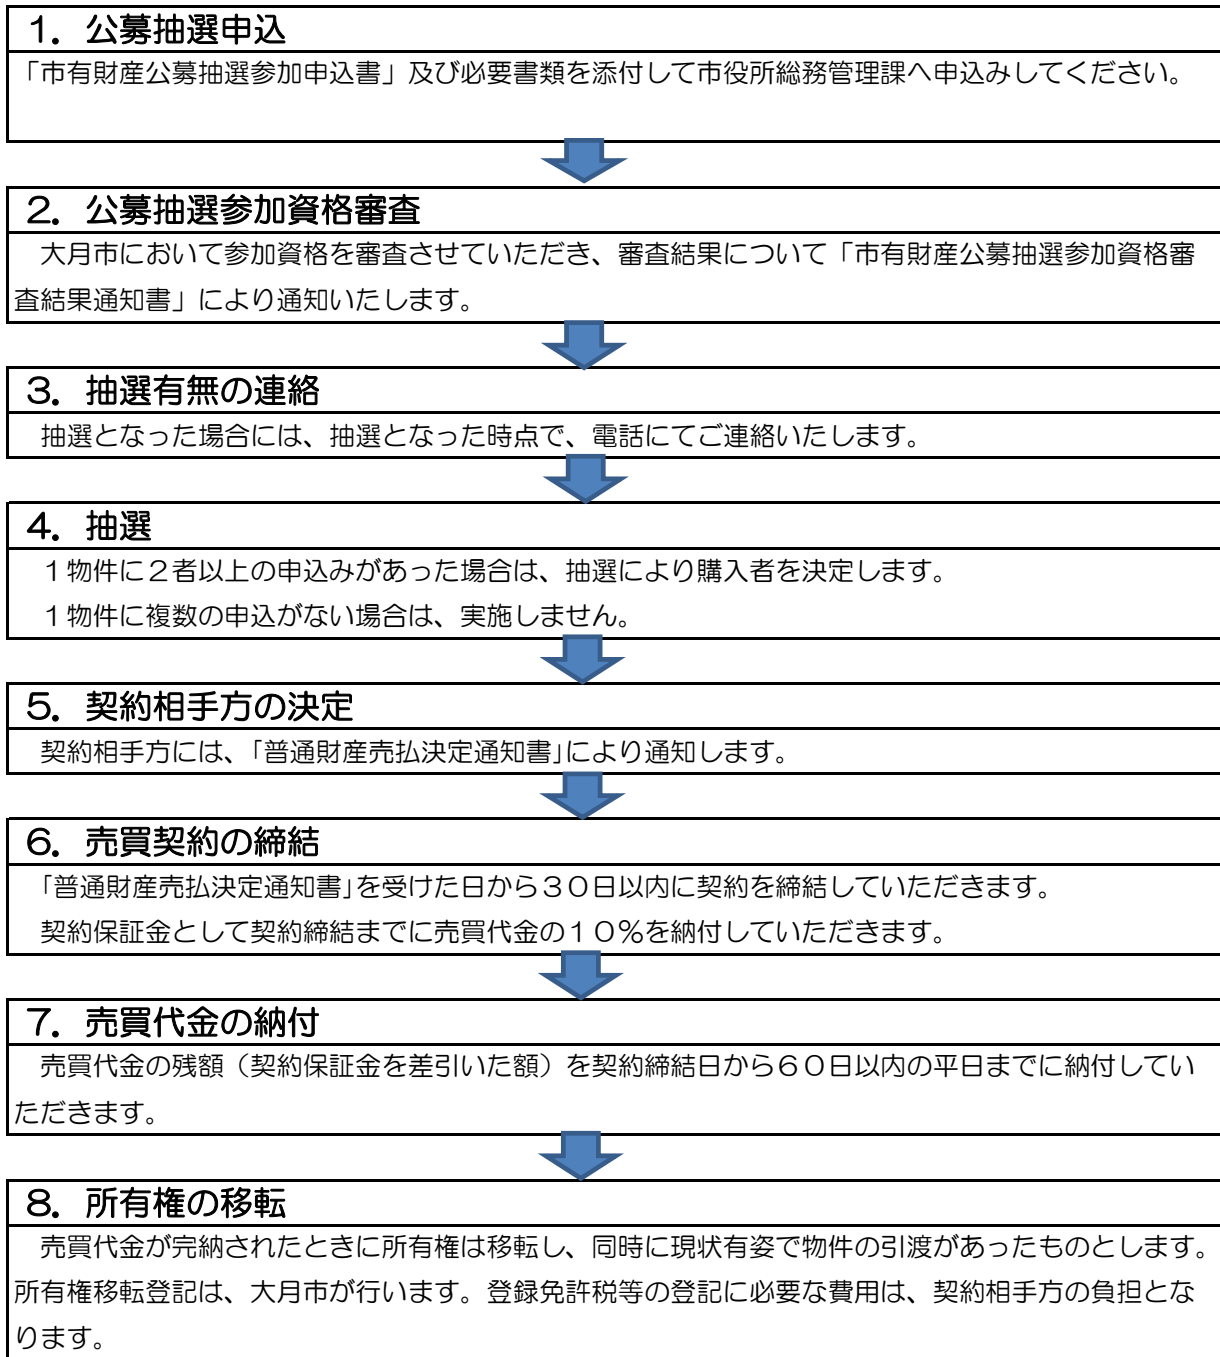 １．公募抽選申込
「市有財産公募抽選参加申込書」及び必要書類を添付して市役所総務管理課へ申込みしてください。
２．公募抽選参加資格審査
大月市において参加資格を審査させていただき、審査結果について「市有財産公募抽選参加資格審
査結果通知書」により通知いたします。
３．抽選有無の連絡
抽選となった場合には、抽選となった時点で、電話にてご連絡いたします。
４．抽選
１物件に２者以上の申込みがあった場合は、抽選により購入者を決定します。
１物件に複数の申込がない場合は、実施しません。
５．契約相手方の決定
契約相手方には、｢普通財産売払決定通知書｣により通知します。
６．売買契約の締結
｢普通財産売払決定通知書｣を受けた日から３０日以内に契約を締結していただきます。
契約保証金として契約締結までに売買代金の１０％を納付していただきます。
７．売買代金の納付
売買代金の残額（契約保証金を差引いた額）を契約締結日から６０日以内の平日までに納付してい
ただきます。
８．所有権の移転
売買代金が完納されたときに所有権は移転し、同時に現状有姿で物件の引渡があったものとします。
所有権移転登記は、大月市が行います。登録免許税等の登記に必要な費用は、契約相手方の負担とな
ります。